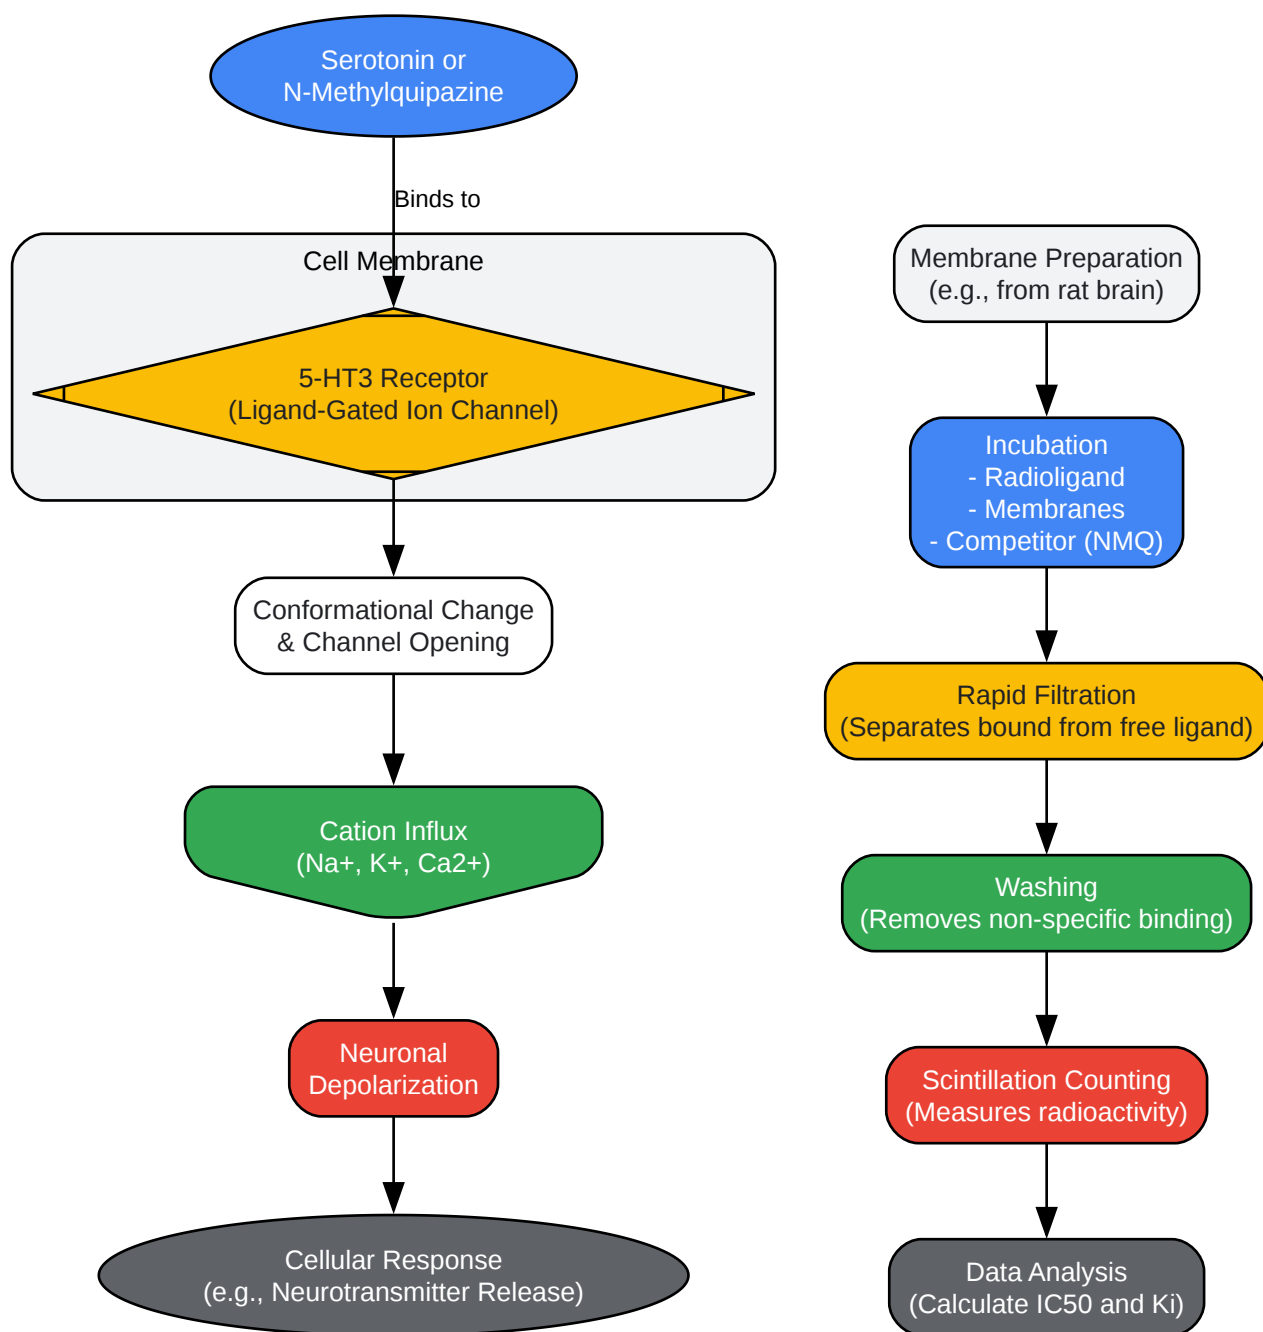 Serotonin or
N-Methylquipazine
Binds to
Cell Membrane
5-HT3 Receptor
(Ligand-Gated Ion Channel)
Conformational Change
& Channel Opening
Cation Influx
(Na+, K+, Ca2+)
Neuronal
Depolarization
Cellular Response
(e.g., Neurotransmitter Release)
Membrane Preparation
(e.g., from rat brain)
Incubation
- Radioligand
- Membranes
- Competitor (NMQ)
Rapid Filtration
(Separates bound from free ligand)
Washing
(Removes non-specific binding)
Scintillation Counting
(Measures radioactivity)
Data Analysis
(Calculate IC50 and Ki)